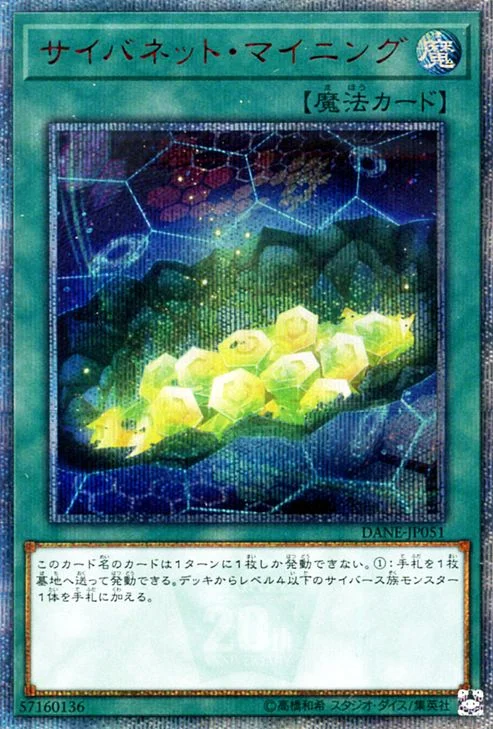 サイバネット・マイニング
魔
【魔法カード】
DANE-JP051
このカード名のカードは1ターンに1枚しか発動できない。①：手札を1枚
墓地へ送って発動できる。デッキからレベル4以下のサイバース族モンスター
1体を手札に加える。
20th
57160136
©高橋和希 スタジオ・ダイス/集英社